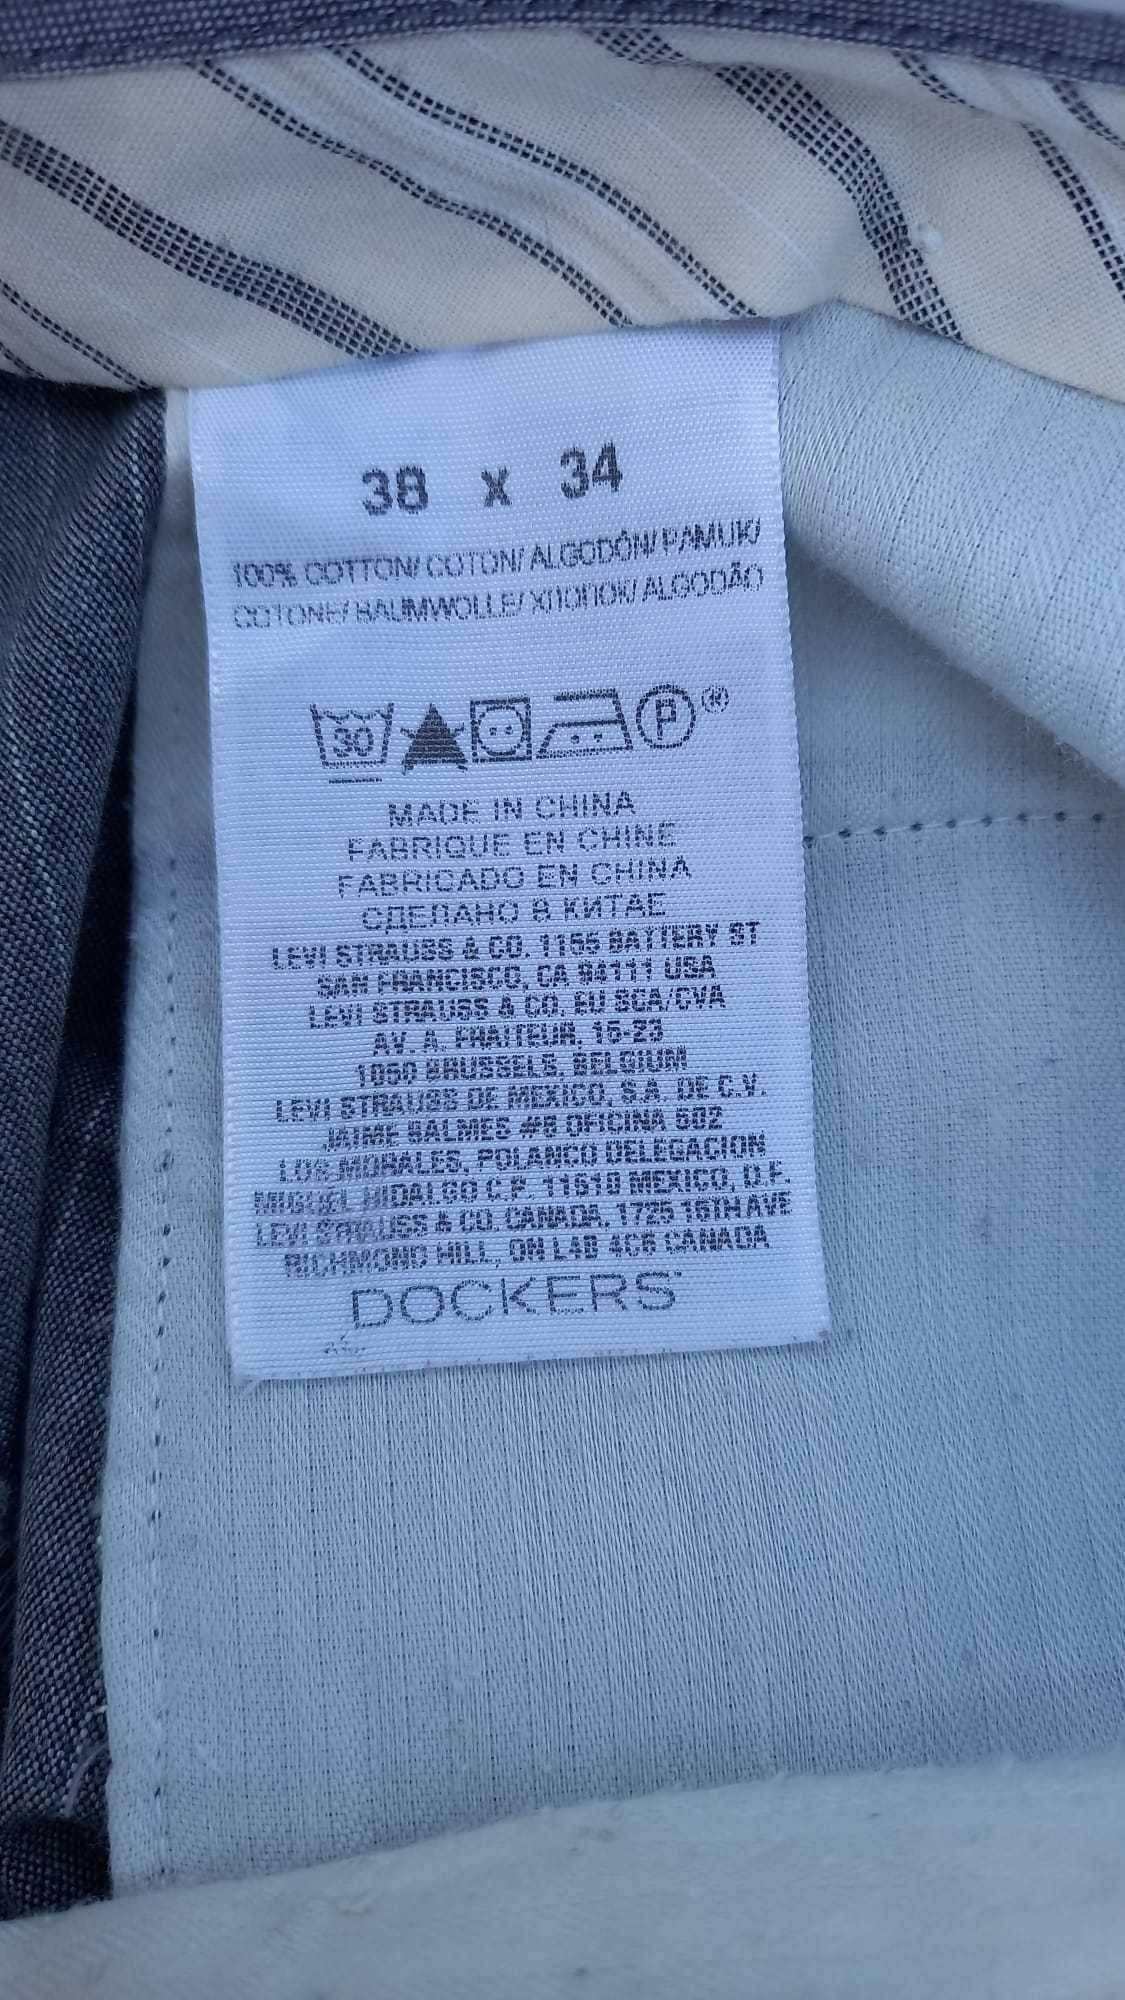 38 x 34
100% COTTON/ COTON/ ALGODÓN/ PAMUK/
COTONE/ BAUMWOLLE/ ХЛОПОК/ ALGODÃO
30 P ®
MADE IN CHINA
FABRIQUE EN CHINE
FABRICADO EN CHINA
СДЕЛАНО В КИТАЕ
LEVI STRAUSS & CO. 1155 BATTERY ST
SAN FRANCISCO, CA 94111 USA
LEVI STRAUSS & CO. EU SCA/CVA
AV. A. FRAITEUR, 15-23
1050 BRUSSELS, BELGIUM
LEVI STRAUSS DE MEXICO, S.A. DE C.V.
JAIME BALMES #8 OFICINA 502
LOS MORALES, POLANCO DELEGACION
MIGUEL HIDALGO C.P. 11510 MEXICO, D.F.
LEVI STRAUSS & CO. CANADA, 1725 16TH AVE
RICHMOND HILL, ON L4B 4C6 CANADA
DOCKERS